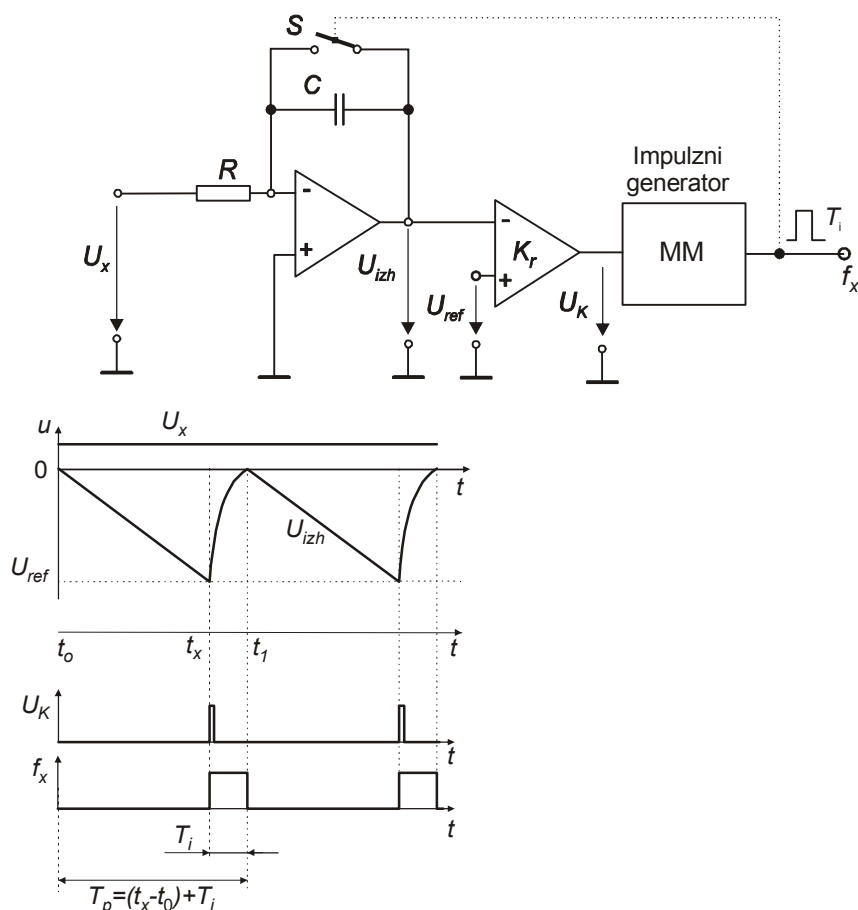 S
C
R
-
+
U_x
U_izh
-
K_r
+
U_ref
U_K
Impulzni
generator
MM
T_i
f_x
u
U_x
0
t
U_izh
U_ref
t_o
t_x
t_1
t
U_K
t
f_x
t
T_i
T_p=(t_x-t_0)+T_i